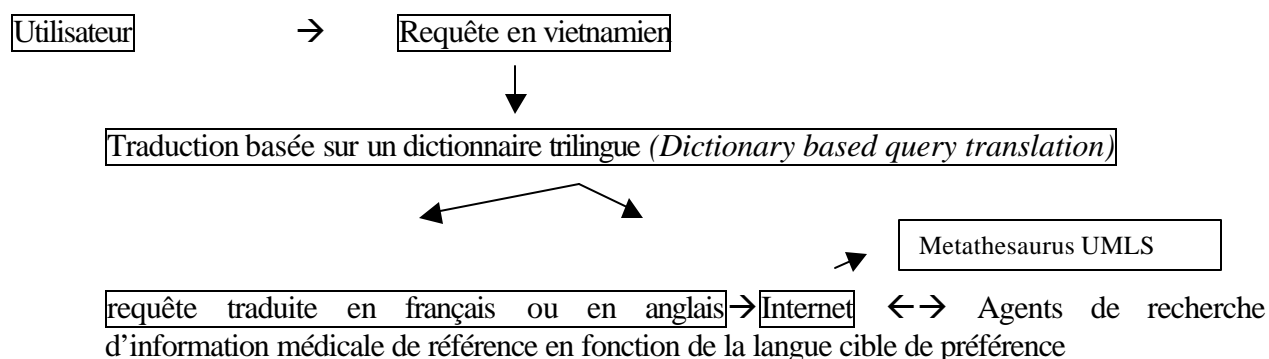 Utilisateur → Requête en vietnamien
Traduction basée sur un dictionnaire trilingue (Dictionary based query translation)
Metathesaurus UMLS
requête traduite en français ou en anglais → Internet ← → Agents de recherche
d’information médicale de référence en fonction de la langue cible de préférence